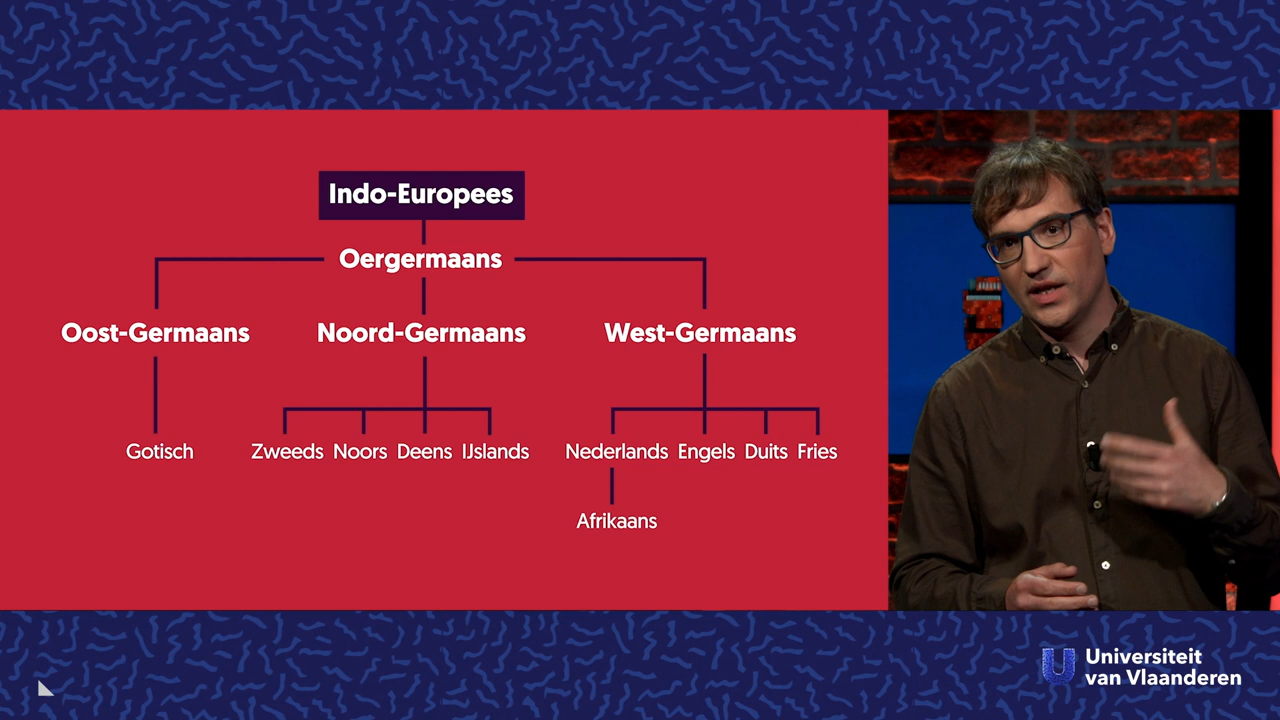 Indo-Europees
Oergermaans
Oost-Germaans Noord-Germaans West-Germaans
Gotisch Zweeds Noors Deens IJslands Nederlands Engels Duits Fries
Afrikaans
Universiteit
van Vlaanderen